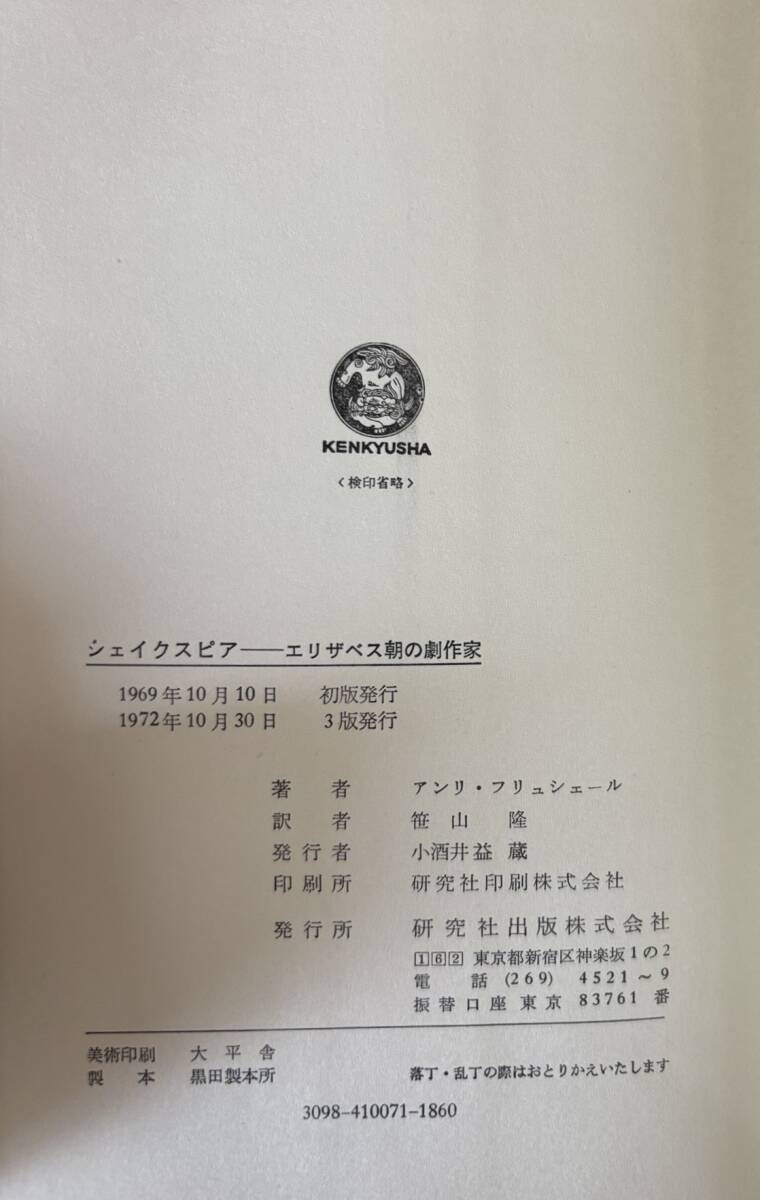 KENKYUSHA
〈検印省略〉
シェイクスピア——エリザベス朝の劇作家
1969年10月10日 初版発行
1972年10月30日 3版発行
著者 アンリ・フリュシェール
訳者 笹山隆
発行者 小酒井益蔵
印刷所 研究社印刷株式会社
発行所 研究社出版株式会社
162 東京都新宿区神楽坂1の2
電話 (269) 4521~9
振替口座東京 83761 番
美術印刷 大平舎
製本 黒田製本所
落丁・乱丁の際はおとりかえいたします
3098-410071-1860